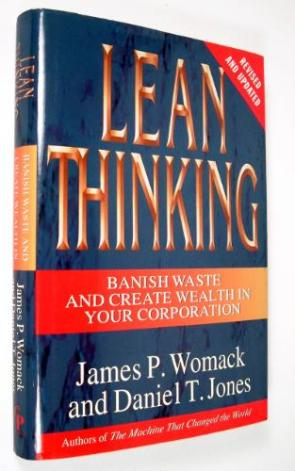 REVISED
AND UPDATED
LEAN
THINKING
BANISH WASTE
AND CREATE WEALTH IN
YOUR CORPORATION
James P. Womack
and Daniel T. Jones
Authors of The Machine That Changed the World
LEAN
THINKING
BANISH WASTE AND
CREATE WEALTH IN
James P. Womack
and Daniel T. Jones